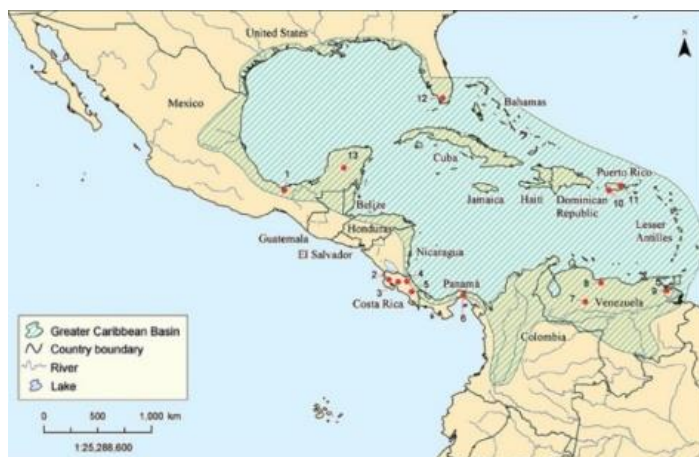 United States
Mexico
12
Bahamas
13
Cuba
1
Puerto Rico
11
10
Belize
Jamaica
Haiti
Dominican
Republic
Lesser
Antilles
Honduras
Guatemala
El Salvador
Nicaragua
2
4
3
5
Costa Rica
Panamá
6
8
7
Venezuela
9
Colombia
Greater Caribbean Basin
Country boundary
River
Lake
0 500 1,000 km
1:25,288,600